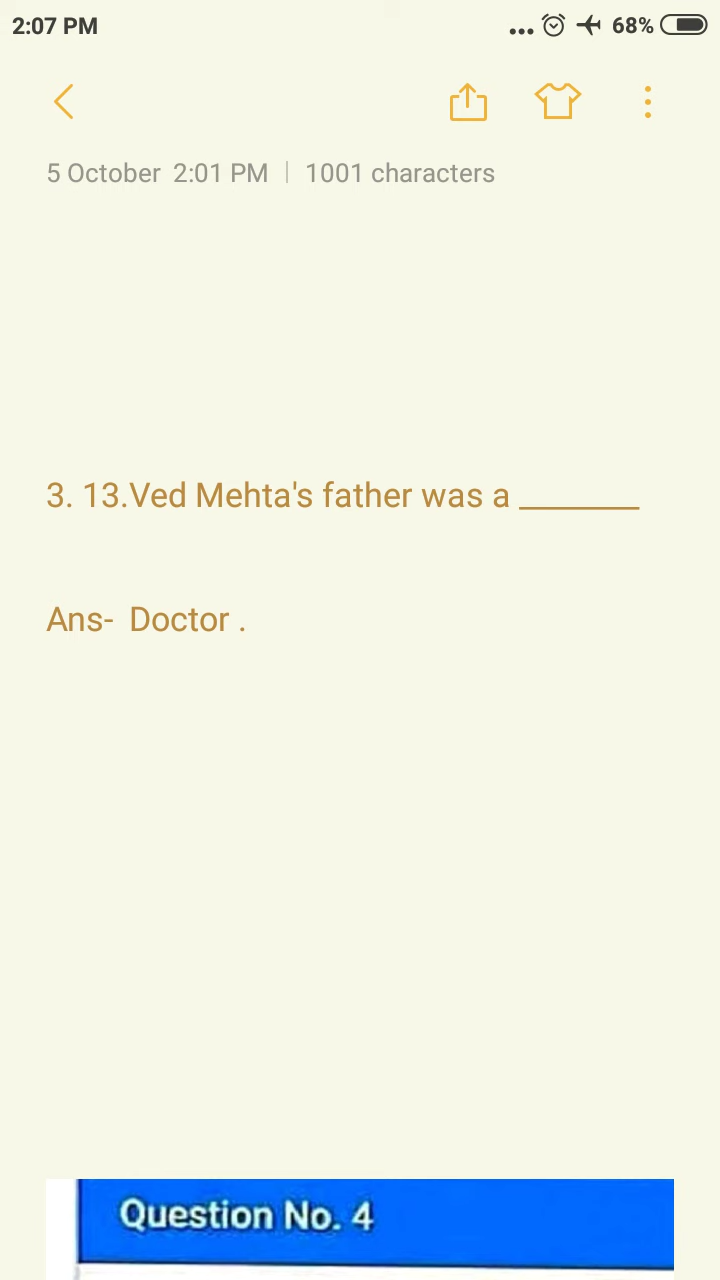 2:07 PM ... 68%
5 October 2:01 PM | 1001 characters
3. 13.Ved Mehta's father was a _______
Ans- Doctor .
Question No. 4